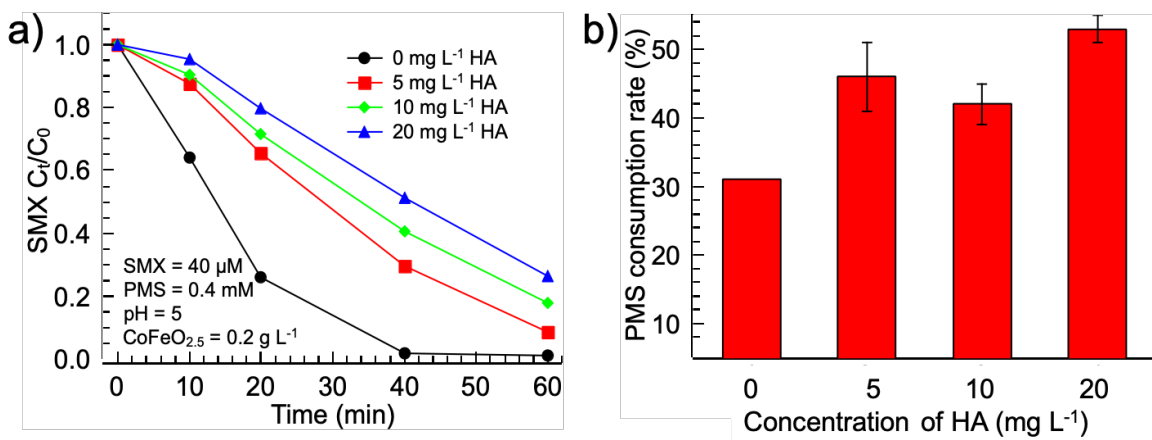 a)
SMX Cₜ/C₀
1.0
0.8
0.6
0.4
0.2
0.0
0 mg L⁻¹ HA
5 mg L⁻¹ HA
10 mg L⁻¹ HA
20 mg L⁻¹ HA
SMX = 40 µM
PMS = 0.4 mM
pH = 5
CoFeO₂.₅ = 0.2 g L⁻¹
0 10 20 40 60
Time (min)
b)
PMS consumption rate (%)
50
40
30
20
10
0 5 10 20
Concentration of HA (mg L⁻¹)